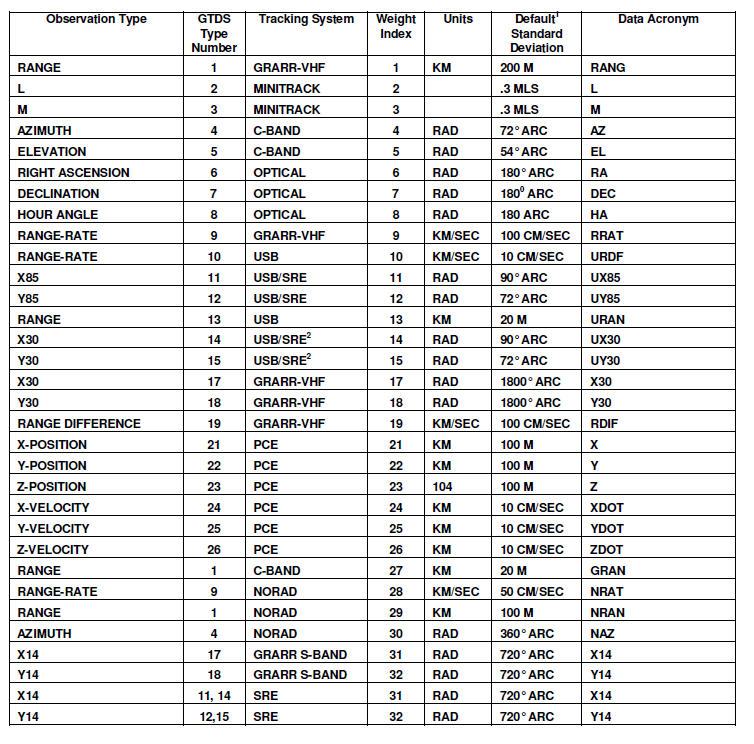 Observation Type GTDS Type Number Tracking System Weight Index Units Default¹ Standard Deviation Data Acronym
RANGE 1 GRARR-VHF 1 KM 200 M RANG
L 2 MINITRACK 2 .3 MLS L
M 3 MINITRACK 3 .3 MLS M
AZIMUTH 4 C-BAND 4 RAD 72° ARC AZ
ELEVATION 5 C-BAND 5 RAD 54° ARC EL
RIGHT ASCENSION 6 OPTICAL 6 RAD 180° ARC RA
DECLINATION 7 OPTICAL 7 RAD 180⁰ ARC DEC
HOUR ANGLE 8 OPTICAL 8 RAD 180 ARC HA
RANGE-RATE 9 GRARR-VHF 9 KM/SEC 100 CM/SEC RRAT
RANGE-RATE 10 USB 10 KM/SEC 10 CM/SEC URDF
X85 11 USB/SRE 11 RAD 90° ARC UX85
Y85 12 USB/SRE 12 RAD 72° ARC UY85
RANGE 13 USB 13 KM 20 M URAN
X30 14 USB/SRE² 14 RAD 90° ARC UX30
Y30 15 USB/SRE² 15 RAD 72° ARC UY30
X30 17 GRARR-VHF 17 RAD 1800° ARC X30
Y30 18 GRARR-VHF 18 RAD 1800° ARC Y30
RANGE DIFFERENCE 19 GRARR-VHF 19 KM/SEC 100 CM/SEC RDIF
X-POSITION 21 PCE 21 KM 100 M X
Y-POSITION 22 PCE 22 KM 100 M Y
Z-POSITION 23 PCE 23 104 100 M Z
X-VELOCITY 24 PCE 24 KM 10 CM/SEC XDOT
Y-VELOCITY 25 PCE 25 KM 10 CM/SEC YDOT
Z-VELOCITY 26 PCE 26 KM 10 CM/SEC ZDOT
RANGE 1 C-BAND 27 KM 20 M GRAN
RANGE-RATE 9 NORAD 28 KM/SEC 50 CM/SEC NRAT
RANGE 1 NORAD 29 KM 100 M NRAN
AZIMUTH 4 NORAD 30 RAD 360° ARC NAZ
X14 17 GRARR S-BAND 31 RAD 720° ARC X14
Y14 18 GRARR S-BAND 32 RAD 720° ARC Y14
X14 11, 14 SRE 31 RAD 720° ARC X14
Y14 12,15 SRE 32 RAD 720° ARC Y14